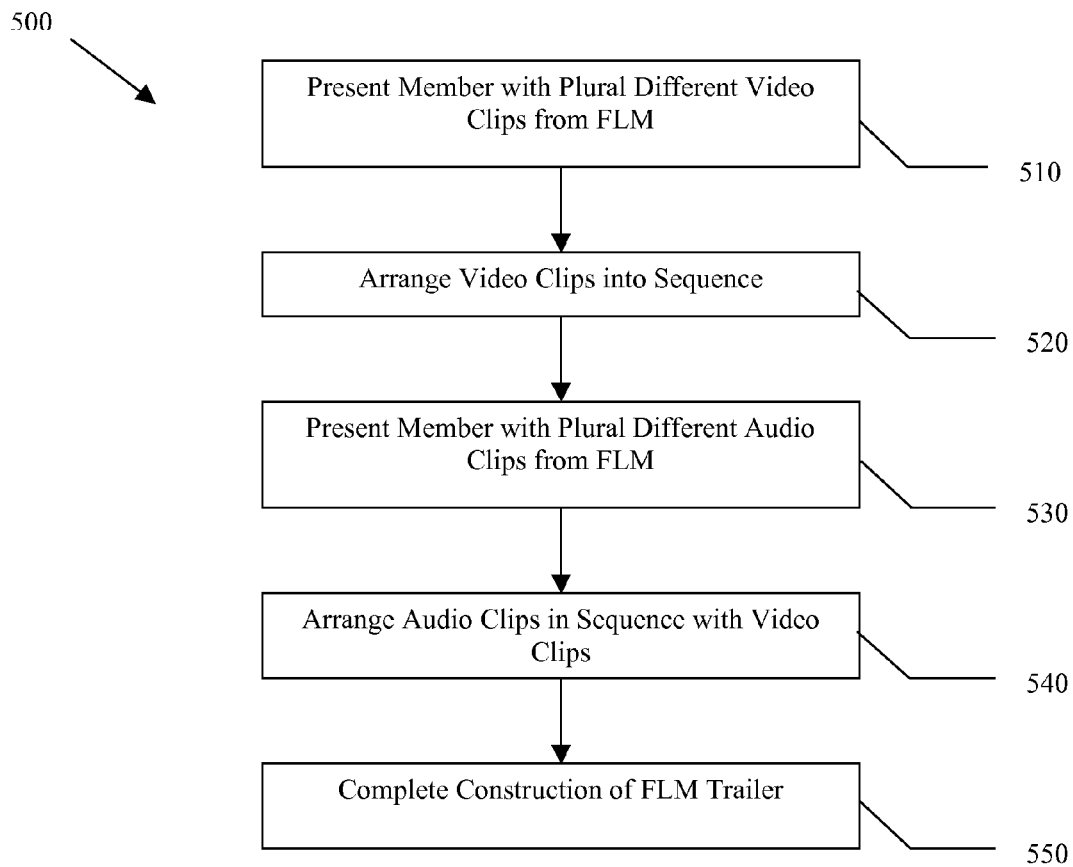 500
Present Member with Plural Different Video
Clips from FLM
510
Arrange Video Clips into Sequence
520
Present Member with Plural Different Audio
Clips from FLM
530
Arrange Audio Clips in Sequence with Video
Clips
540
Complete Construction of FLM Trailer
550